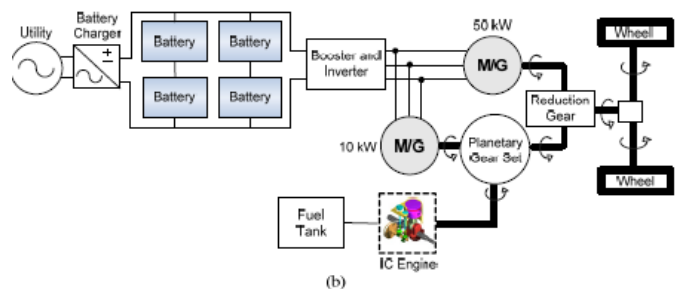 Utility
Battery
Charger
Battery
Battery
Battery
Battery
Booster and
Inverter
50 kW
M/G
10 kW
M/G
Planetary
Gear Set
Reduction
Gear
Wheel
Wheel
Fuel
Tank
IC Engine
(b)